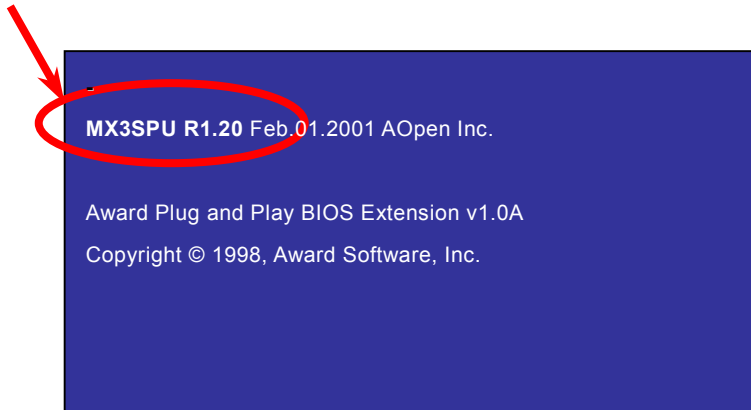 MX3SPU R1.20 Feb.01.2001 AOpen Inc.
Award Plug and Play BIOS Extension v1.0A
Copyright © 1998, Award Software, Inc.